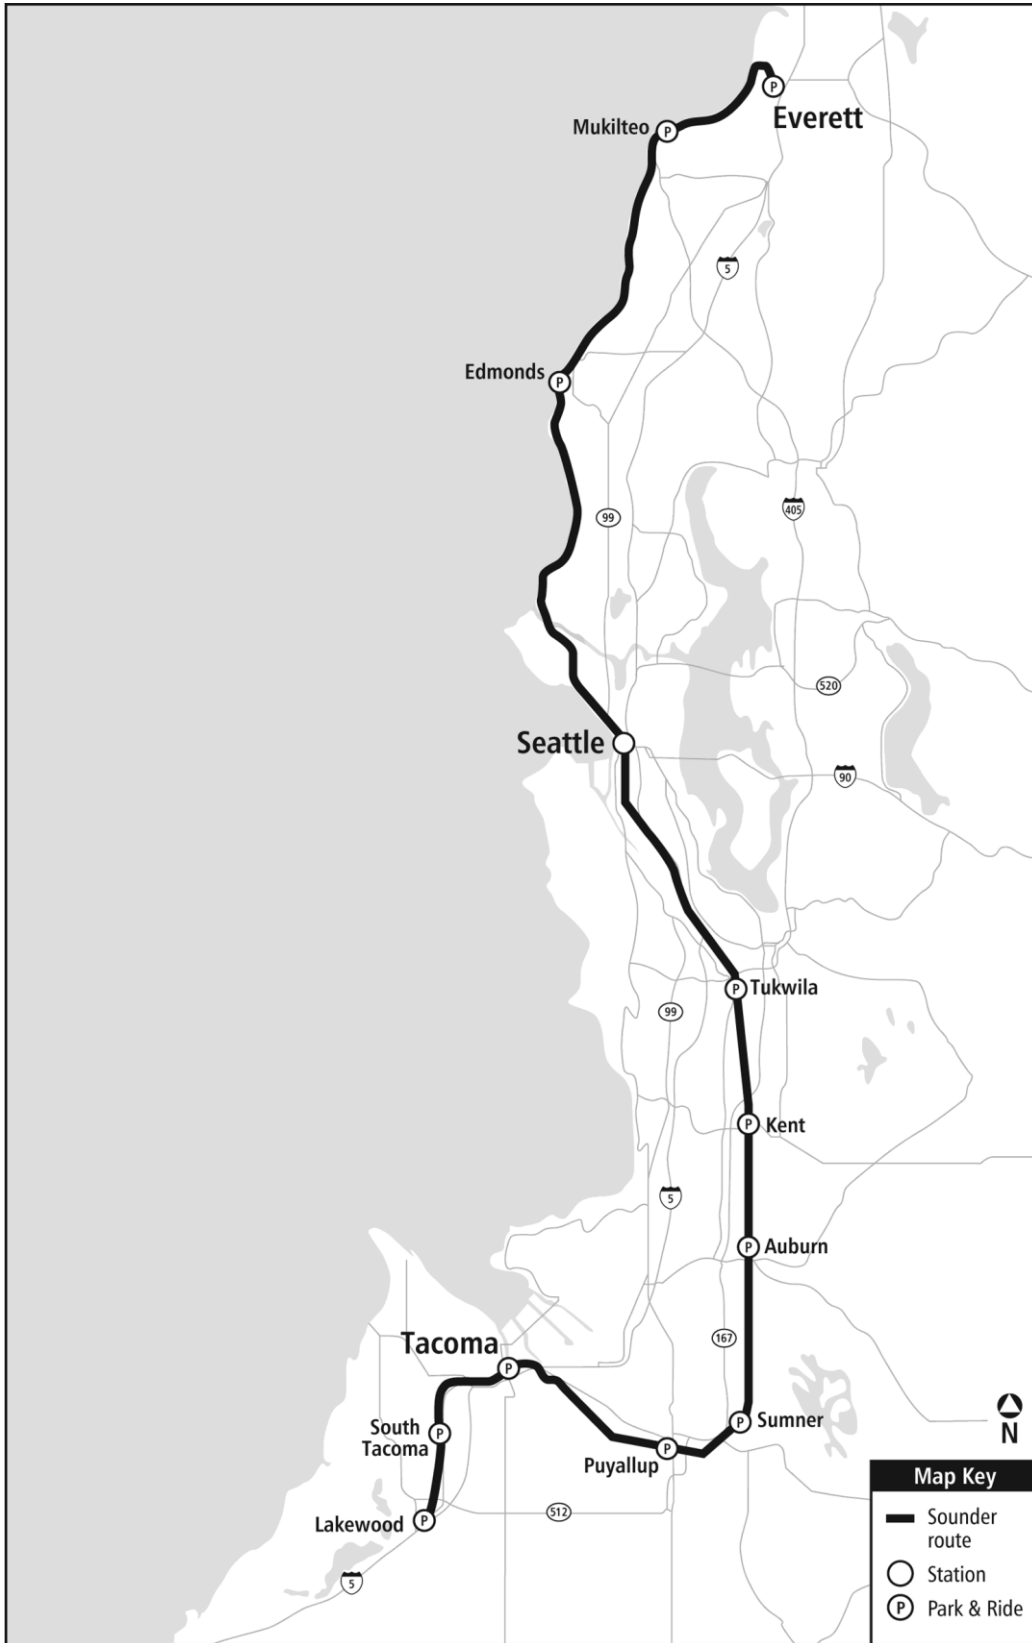 P
Everett
Mukilteo
P
5
Edmonds
P
99
405
520
Seattle
90
P
Tukwila
99
P
Kent
5
P
Auburn
167
Tacoma
P
N
South
Tacoma
P
P
Sumner
Puyallup
P
512
Lakewood
P
5
Map Key
Sounder
route
Station
P
Park & Ride